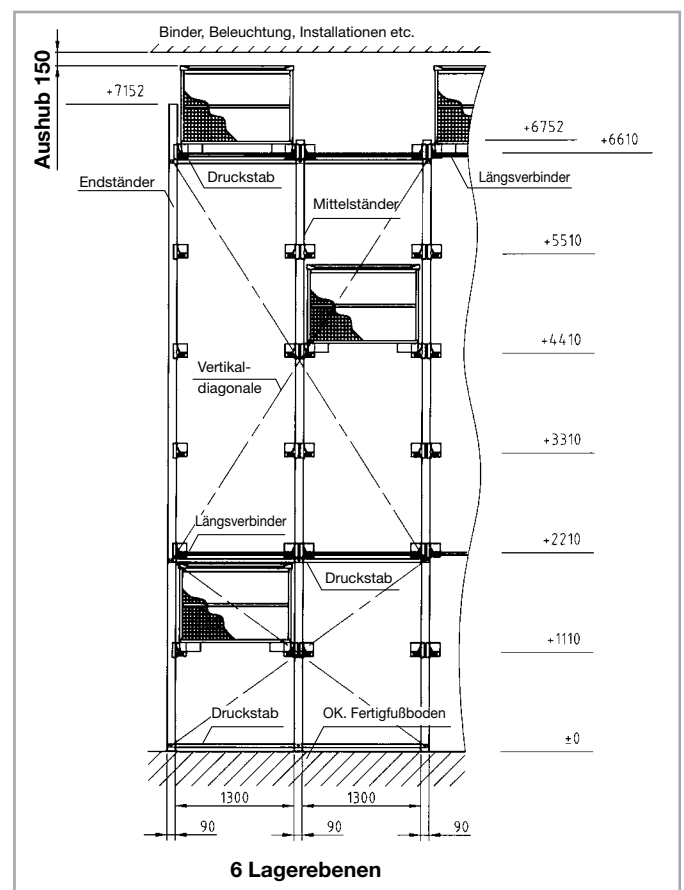 Binder, Beleuchtung, Installationen etc.
Aushub 150
+7152
+6752
+6610
Endständer
Druckstab
Längsverbinder
Mittelständer
+5510
+4410
Vertikal-
diagonale
+3310
Längsverbinder
+2210
Druckstab
+1110
Druckstab
OK. Fertigfußboden
±0
1300
1300
90
90
90
6 Lagerebenen